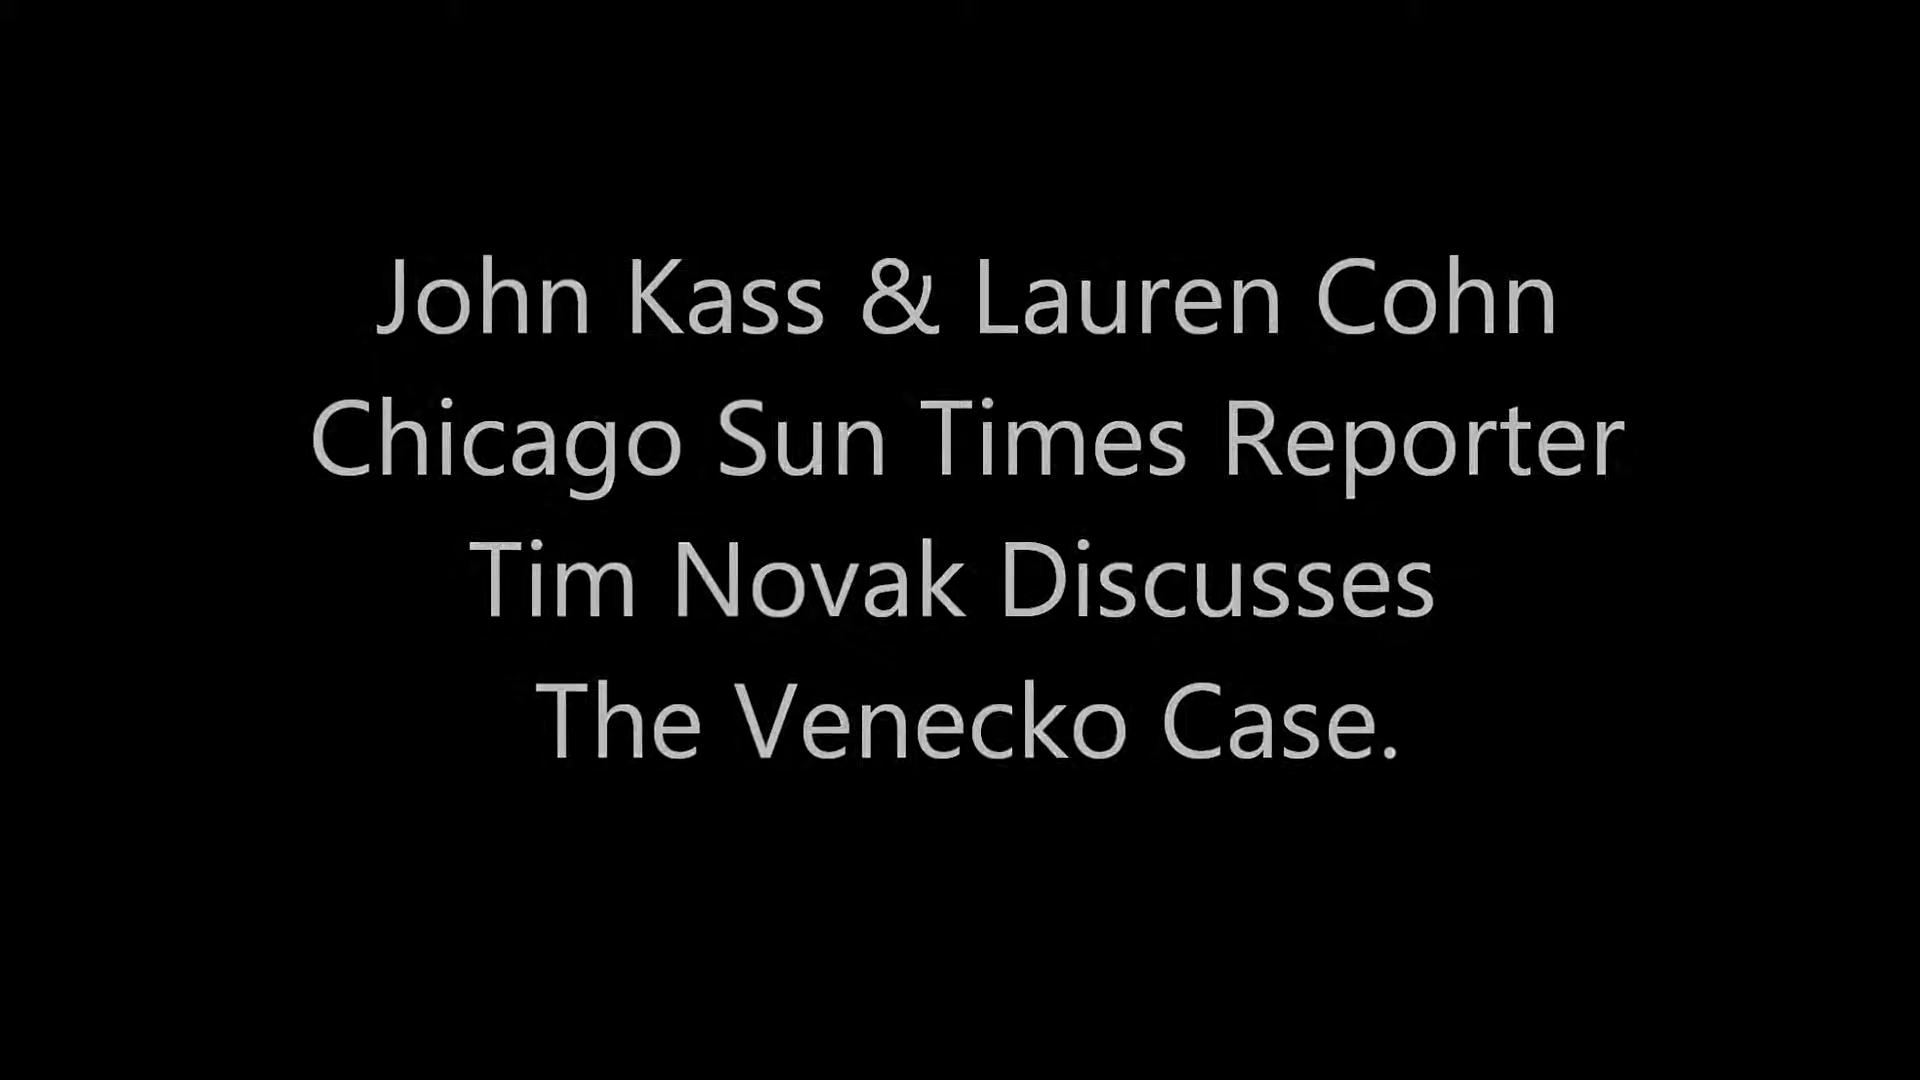 John Kass & Lauren Cohn
Chicago Sun Times Reporter
Tim Novak Discusses
The Venecko Case.